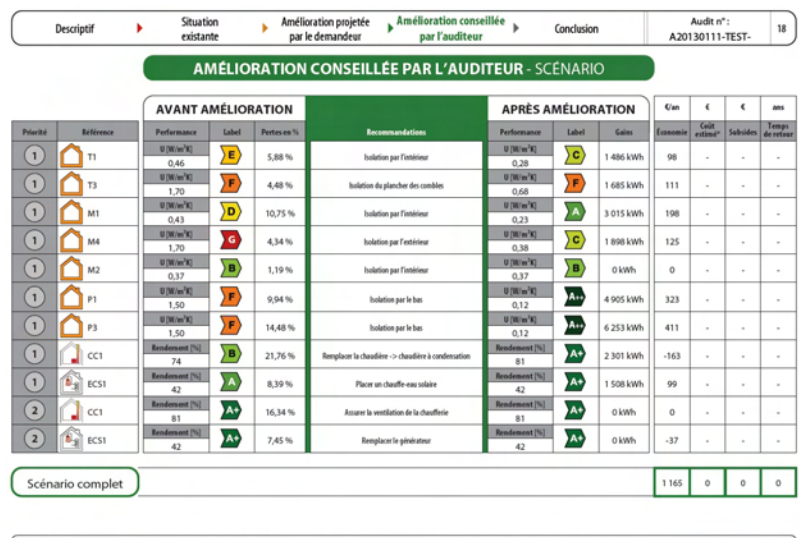 Descriptif
Situation existante
Amélioration projetée par le demandeur
Amélioration conseillée par l'auditeur
Conclusion
Audit n° : A20130111-TEST-
18
AMÉLIORATION CONSEILLÉE PAR L'AUDITEUR - SCÉNARIO
AVANT AMÉLIORATION APRÈS AMÉLIORATION €/an € € ans
Priorité Référence Performance Label Pertes en % Recommandations Performance Label Gains Economie Coût estimé* Subsides Temps de retour
1 T1 U [W/m²K] 0,46 E 5,88 % Isolation par l'intérieur U [W/m²K] 0,28 C 1 486 kWh 98 - - -
1 T3 U [W/m²K] 1,70 F 4,48 % Isolation du plancher des combles U [W/m²K] 0,68 F 1 685 kWh 111 - - -
1 M1 U [W/m²K] 0,43 D 10,75 % Isolation par l'intérieur U [W/m²K] 0,23 A 3 015 kWh 198 - - -
1 M4 U [W/m²K] 1,70 G 4,34 % Isolation par l'extérieur U [W/m²K] 0,38 C 1 898 kWh 125 - - -
1 M2 U [W/m²K] 0,37 B 1,19 % Isolation par l'intérieur U [W/m²K] 0,37 B 0 kWh 0 - - -
1 P1 U [W/m²K] 1,50 F 9,94 % Isolation par le bas U [W/m²K] 0,12 A++ 4 905 kWh 323 - - -
1 P3 U [W/m²K] 1,50 F 14,48 % Isolation par le bas U [W/m²K] 0,12 A++ 6 253 kWh 411 - - -
1 CC1 Rendement [%] 74 B 21,76 % Remplacer la chaudière -> chaudière à condensation Rendement [%] 81 A+ 2 301 kWh -163 - - -
1 ECS1 Rendement [%] 42 A 8,39 % Placer un chauffe-eau solaire Rendement [%] 42 A+ 1 508 kWh 99 - - -
2 CC1 Rendement [%] 81 A+ 16,34 % Assurer la ventilation de la chaufferie Rendement [%] 81 A+ 0 kWh 0 - - -
2 ECS1 Rendement [%] 42 A+ 7,45 % Remplacer le générateur Rendement [%] 42 A+ 0 kWh -37 - - -
Scénario complet 1 165 0 0 0